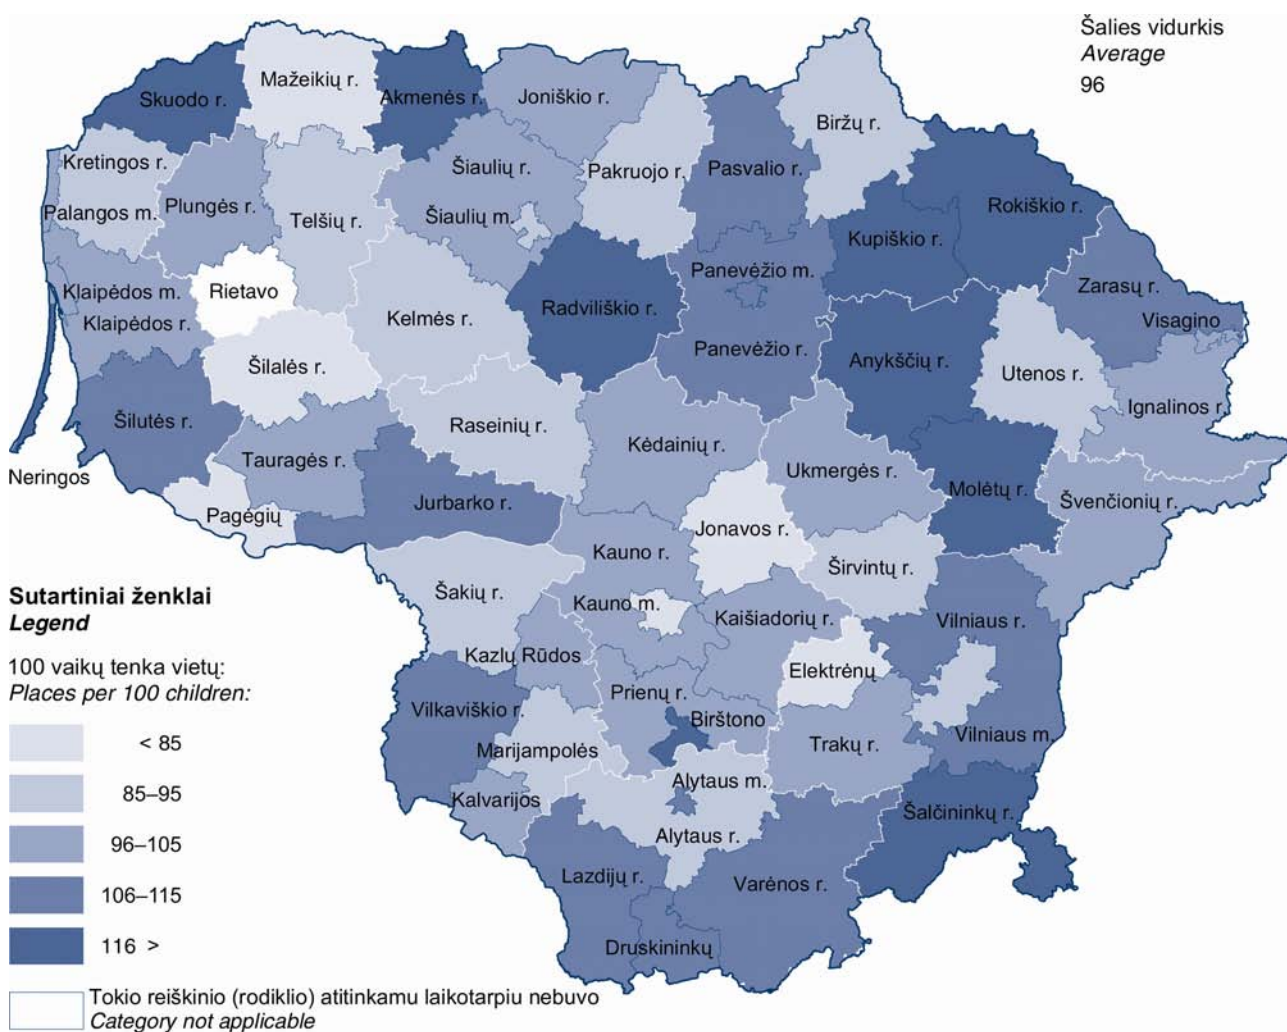 Šalies vidurkis
Average
96
Mažeikių r.
Skuodo r.
Akmenės r.
Joniškio r.
Biržų r.
Kretingos r.
Šiaulių r.
Pakruojo r.
Pasvalio r.
Palangos m.
Plungės r.
Telšių r.
Šiaulių m.
Rokiškio r.
Kupiškio r.
Panevėžio m.
Klaipėdos m.
Rietavo
Zarasų r.
Klaipėdos r.
Kelmės r.
Radviliškio r.
Visagino
Panevėžio r.
Anykščių r.
Šilalės r.
Utenos r.
Ignalinos r.
Šilutės r.
Raseinių r.
Kėdainių r.
Tauragės r.
Ukmergės r.
Neringos
Molėtų r.
Švenčionių r.
Jurbarko r.
Pagėgių
Jonavos r.
Kauno r.
Širvintų r.
Šakių r.
Kauno m.
Kaišiadorių r.
Vilniaus r.
Kazlų Rūdos
Elektrėnų
Prienų r.
Vilkaviškio r.
Birštono
Marijampolės
Trakų r.
Vilniaus m.
Alytaus m.
Kalvarijos
Šalčininkų r.
Alytaus r.
Lazdijų r.
Varėnos r.
Druskininkų
Sutartiniai ženklai
Legend
100 vaikų tenka vietų:
Places per 100 children:
< 85
85–95
96–105
106–115
116 >
Tokio reiškinio (rodiklio) atitinkamu laikotarpiu nebuvo
Category not applicable